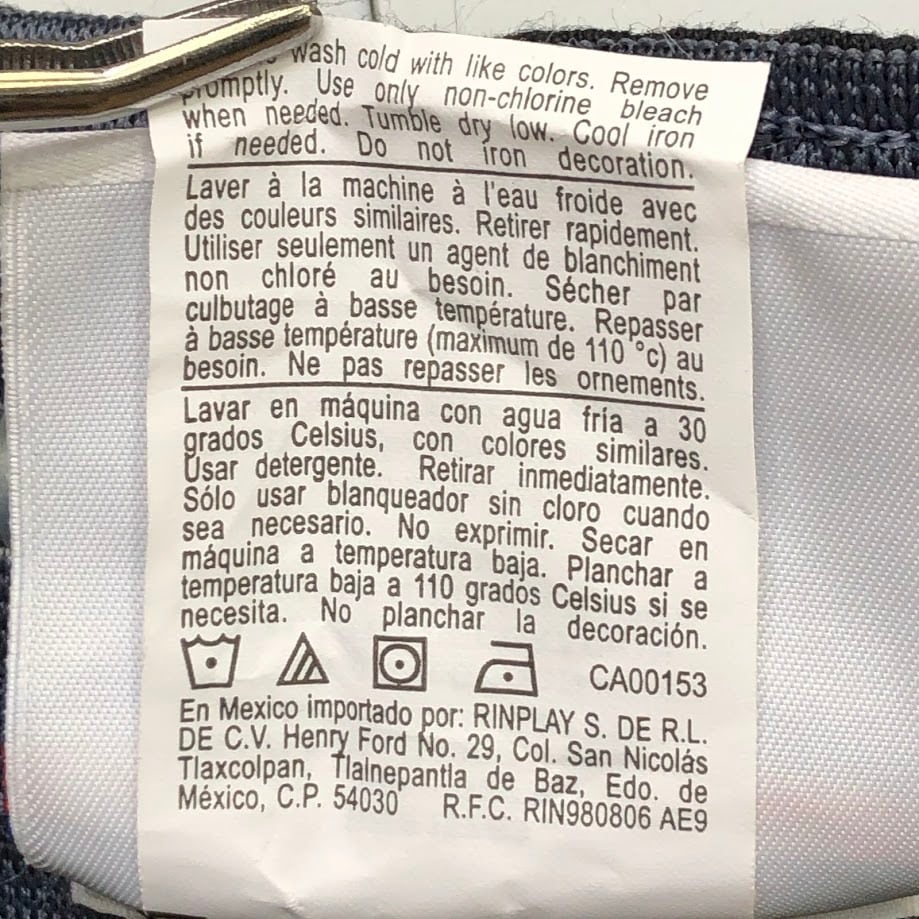 wash cold with like colors. Remove
promptly. Use only non-chlorine bleach
when needed. Tumble dry low. Cool iron
if needed. Do not iron decoration.
Laver à la machine à l'eau froide avec
des couleurs similaires. Retirer rapidement.
Utiliser seulement un agent de blanchiment
non chloré au besoin. Sécher par
culbutage à basse température. Repasser
à basse température (maximum de 110 °c) au
besoin. Ne pas repasser les ornements.
Lavar en máquina con agua fría a 30
grados Celsius, con colores similares.
Usar detergente. Retirar inmediatamente.
Sólo usar blanqueador sin cloro cuando
sea necesario. No exprimir. Secar en
máquina a temperatura baja. Planchar a
temperatura baja a 110 grados Celsius si se
necesita. No planchar la decoración.
CA00153
En Mexico importado por: RINPLAY S. DE R.L.
DE C.V. Henry Ford No. 29, Col. San Nicolás
Tlaxcolpan, Tlalnepantla de Baz, Edo. de
México, C.P. 54030 R.F.C. RIN980806 AE9